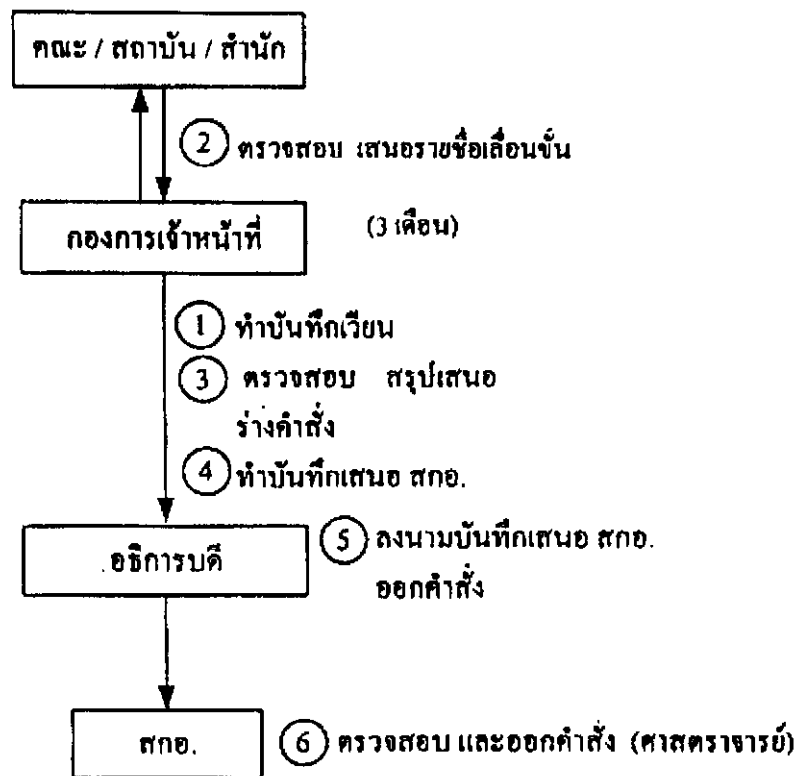 คณะ / สถาบัน / สำนัก
2 ตรวจสอบ เสนอรายชื่อเลื่อนขั้น
กองการเจ้าหน้าที่
(3 เดือน)
1 ทำบันทึกเวียน
3 ตรวจสอบ สรุปเสนอ
ร่างคำสั่ง
4 ทำบันทึกเสนอ สกอ.
อธิการบดี
5 ลงนามบันทึกเสนอ สกอ.
ออกคำสั่ง
สกอ.
6 ตรวจสอบ และออกคำสั่ง (ศาสตราจารย์)